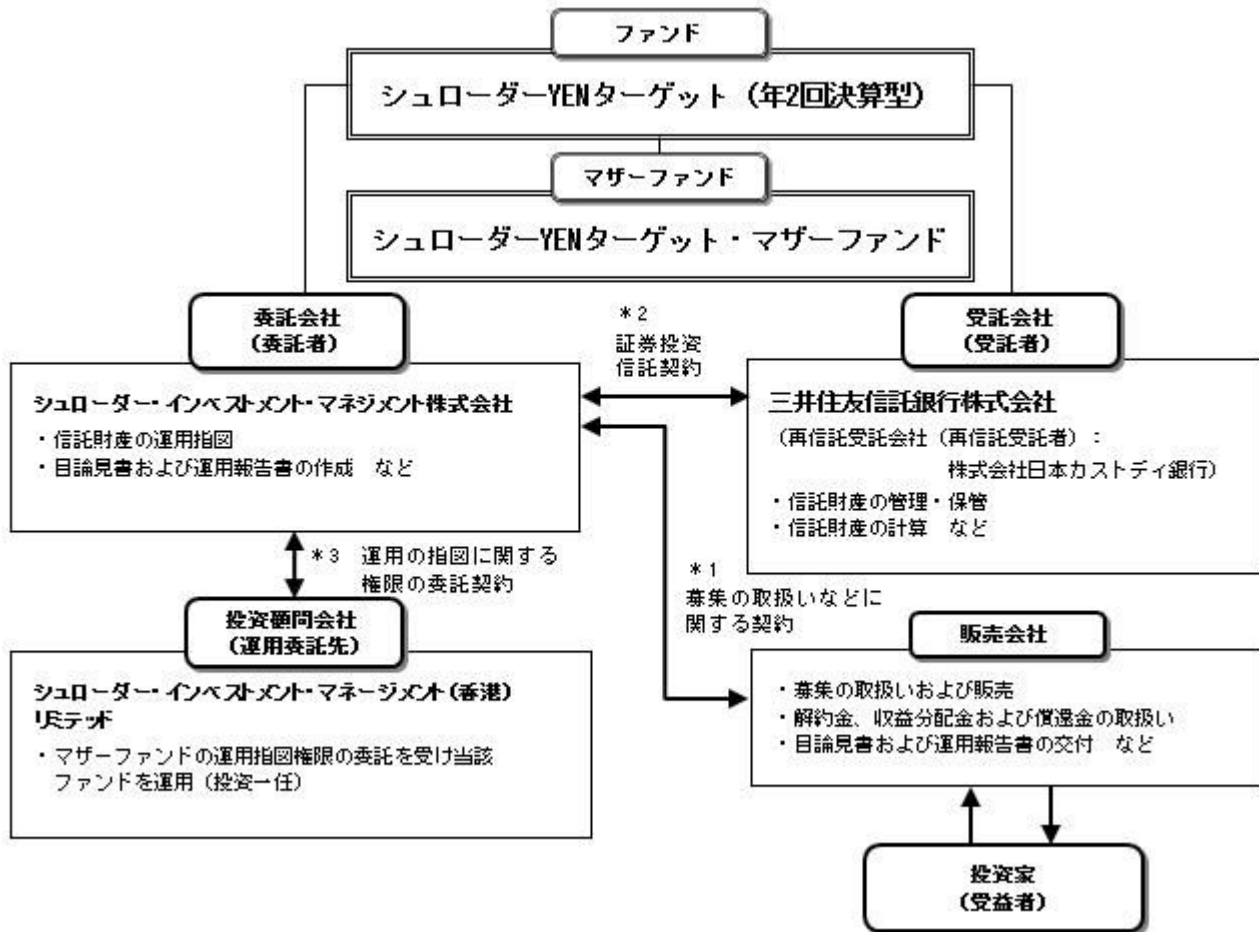 ファンド
シュローダーYENターゲット（年2回決算型）
マザーファンド
シュローダーYENターゲット・マザーファンド
委託会社
（委託者）
シュローダー・インベストメント・マネジメント株式会社
・信託財産の運用指図
・目論見書および運用報告書の作成　など
＊2
証券投資
信託契約
受託会社
（受託者）
三井住友信託銀行株式会社
（再信託受託会社（再信託受託者）：
株式会社日本カストディ銀行）
・信託財産の管理・保管
・信託財産の計算　など
＊3　運用の指図に関する
権限の委託契約
＊1
募集の取扱いなどに
関する契約
投資顧問会社
（運用委託先）
シュローダー・インベストメント・マネージメント（香港）
リミテッド
・マザーファンドの運用指図権限の委託を受け当該
ファンドを運用（投資一任）
販売会社
・募集の取扱いおよび販売
・解約金、収益分配金および償還金の取扱い
・目論見書および運用報告書の交付　など
投資家
（受益者）